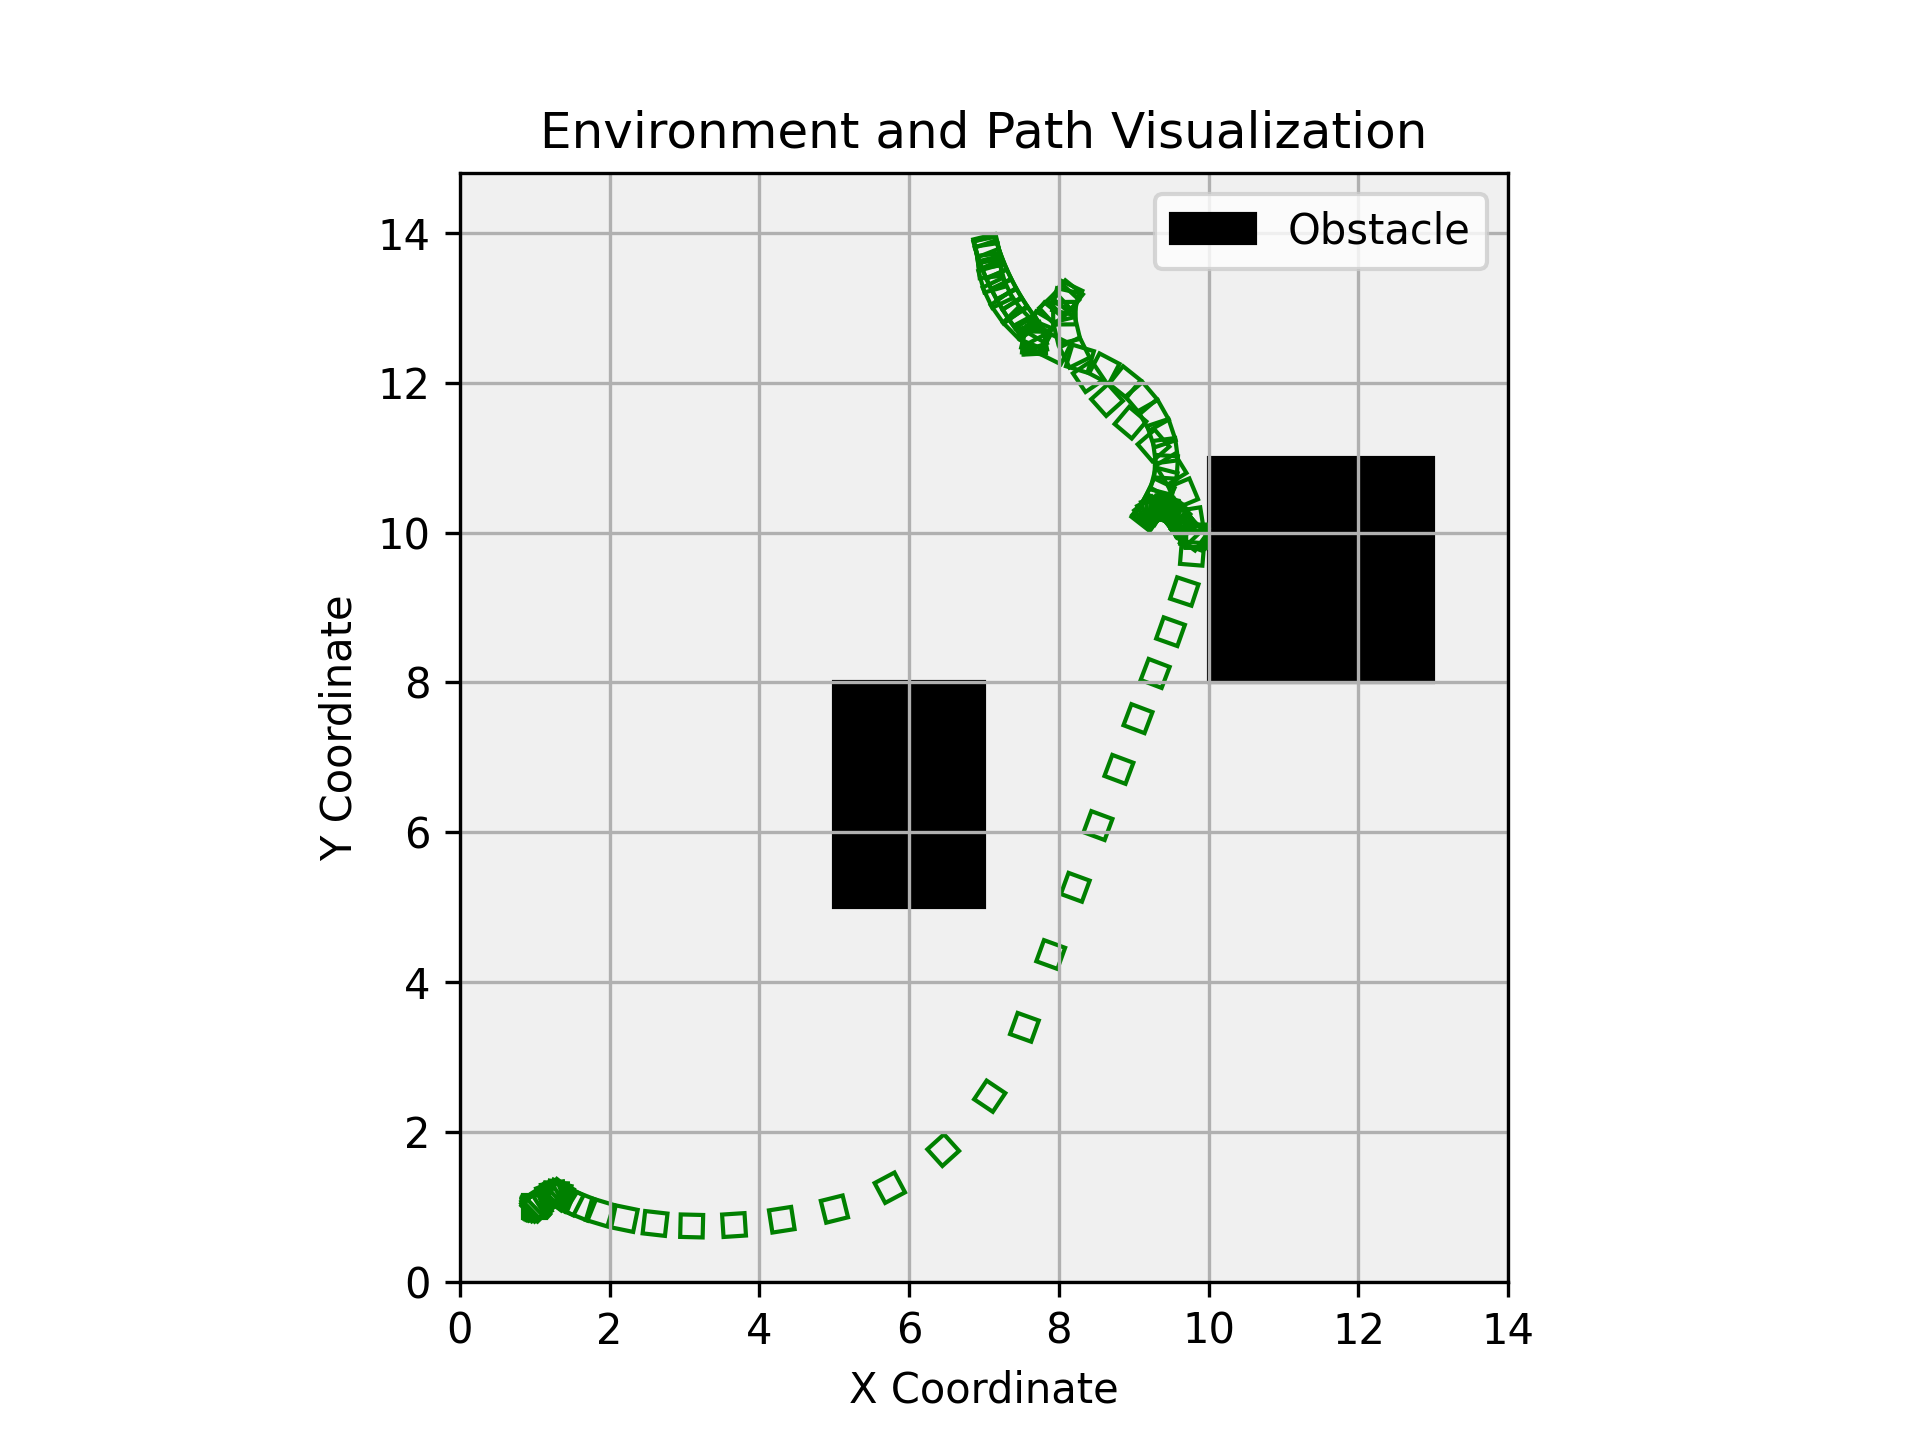 Environment and Path Visualization
Obstacle
14
12
10
8
6
4
2
0
Y Coordinate
0 2 4 6 8 10 12 14
X Coordinate